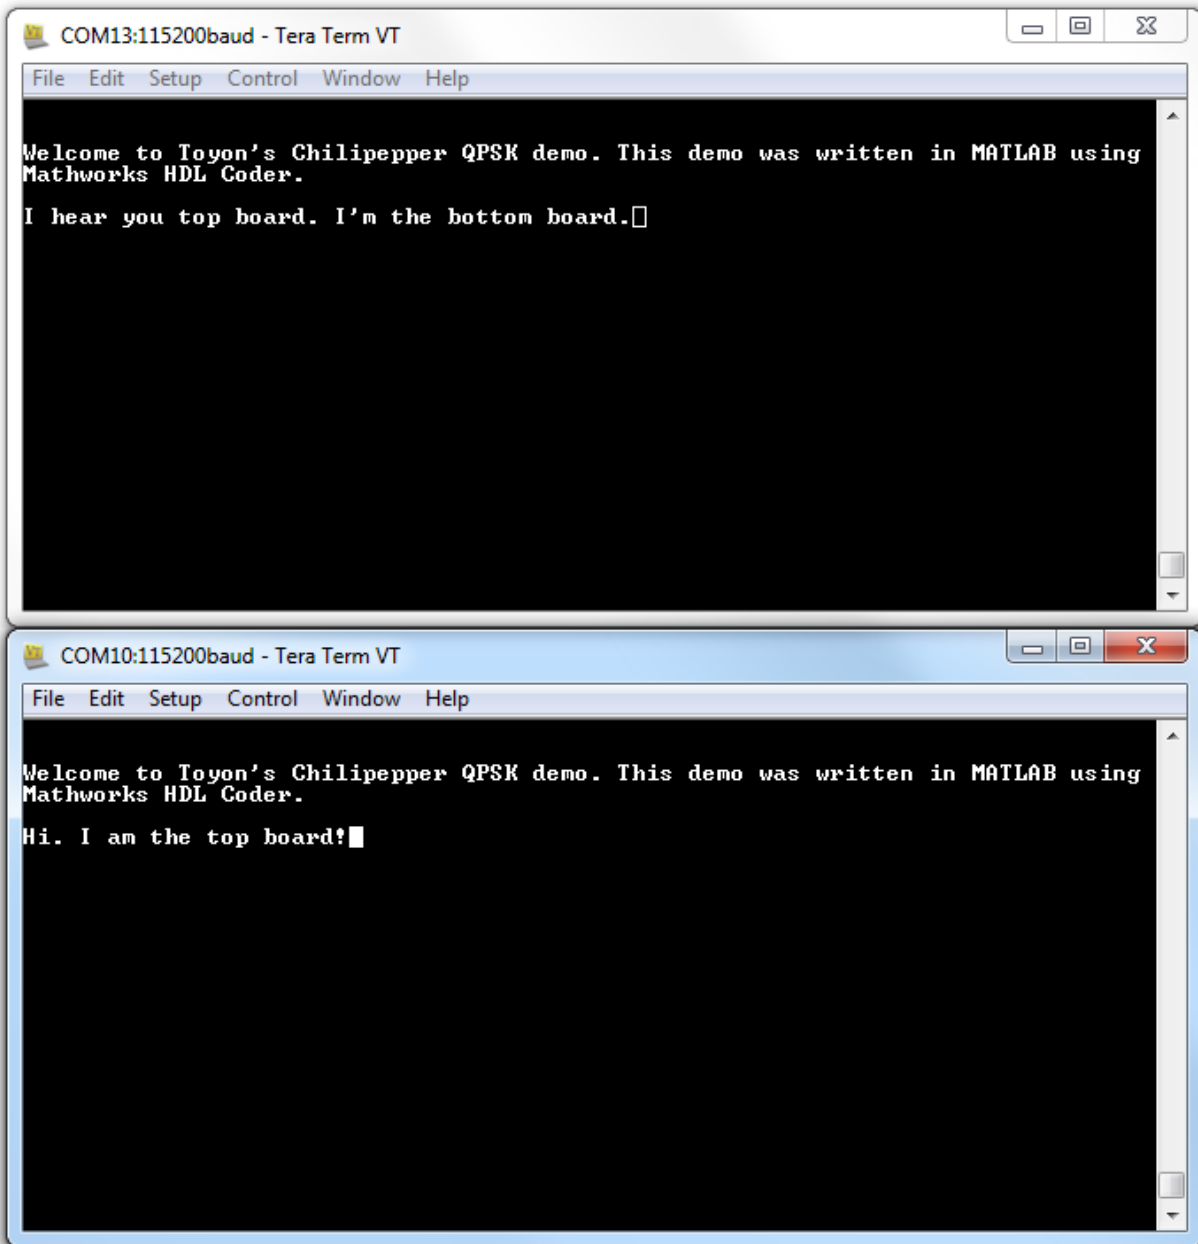 COM13:115200baud - Tera Term VT
File Edit Setup Control Window Help
Welcome to Toyon's Chilipepper QPSK demo. This demo was written in MATLAB using
Mathworks HDL Coder.
I hear you top board. I'm the bottom board.
COM10:115200baud - Tera Term VT
File Edit Setup Control Window Help
Welcome to Toyon's Chilipepper QPSK demo. This demo was written in MATLAB using
Mathworks HDL Coder.
Hi. I am the top board!